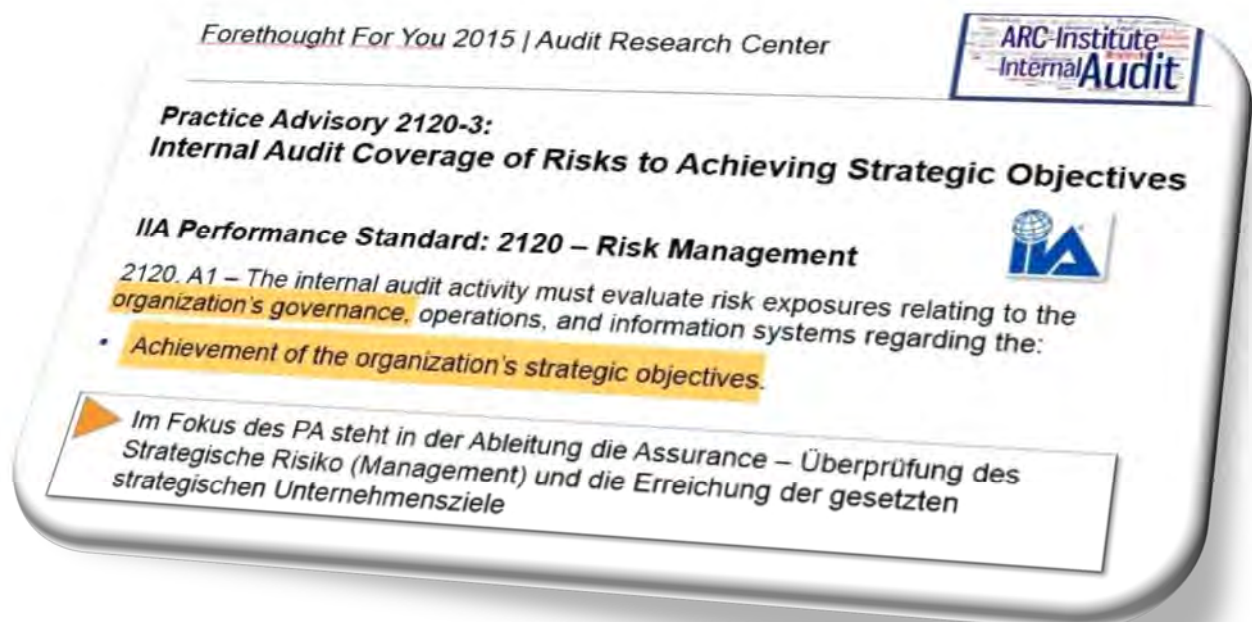 Forethought For You 2015 | Audit Research Center
ARC-Institute
Internal Audit
Practice Advisory 2120-3:
Internal Audit Coverage of Risks to Achieving Strategic Objectives
IIA
IIA Performance Standard: 2120 – Risk Management
2120. A1 – The internal audit activity must evaluate risk exposures relating to the
organization's governance, operations, and information systems regarding the:
• Achievement of the organization's strategic objectives.
Im Fokus des PA steht in der Ableitung die Assurance – Überprüfung des
Strategische Risiko (Management) und die Erreichung der gesetzten
strategischen Unternehmensziele